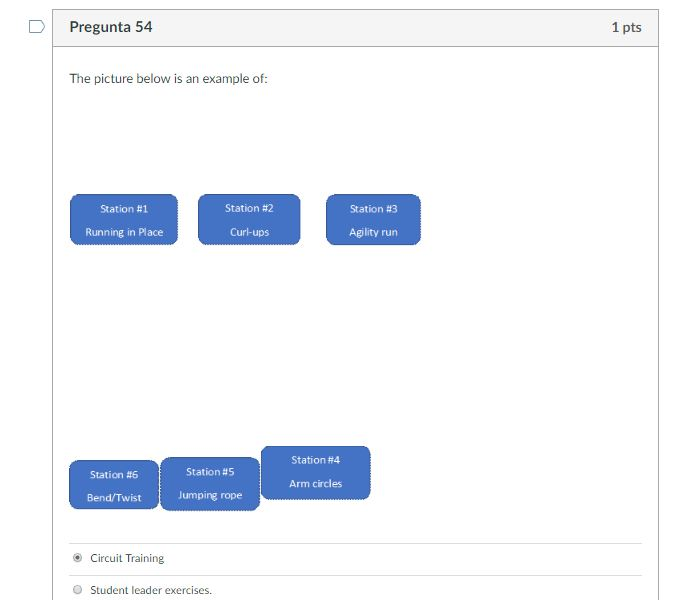 Pregunta 54
1 pts
The picture below is an example of:
Station #1
Running in Place
Station #2
Curl-ups
Station #3
Agility run
Station #6
Bend/Twist
Station #5
Jumping rope
Station #4
Arm circles
Circuit Training
Student leader exercises.